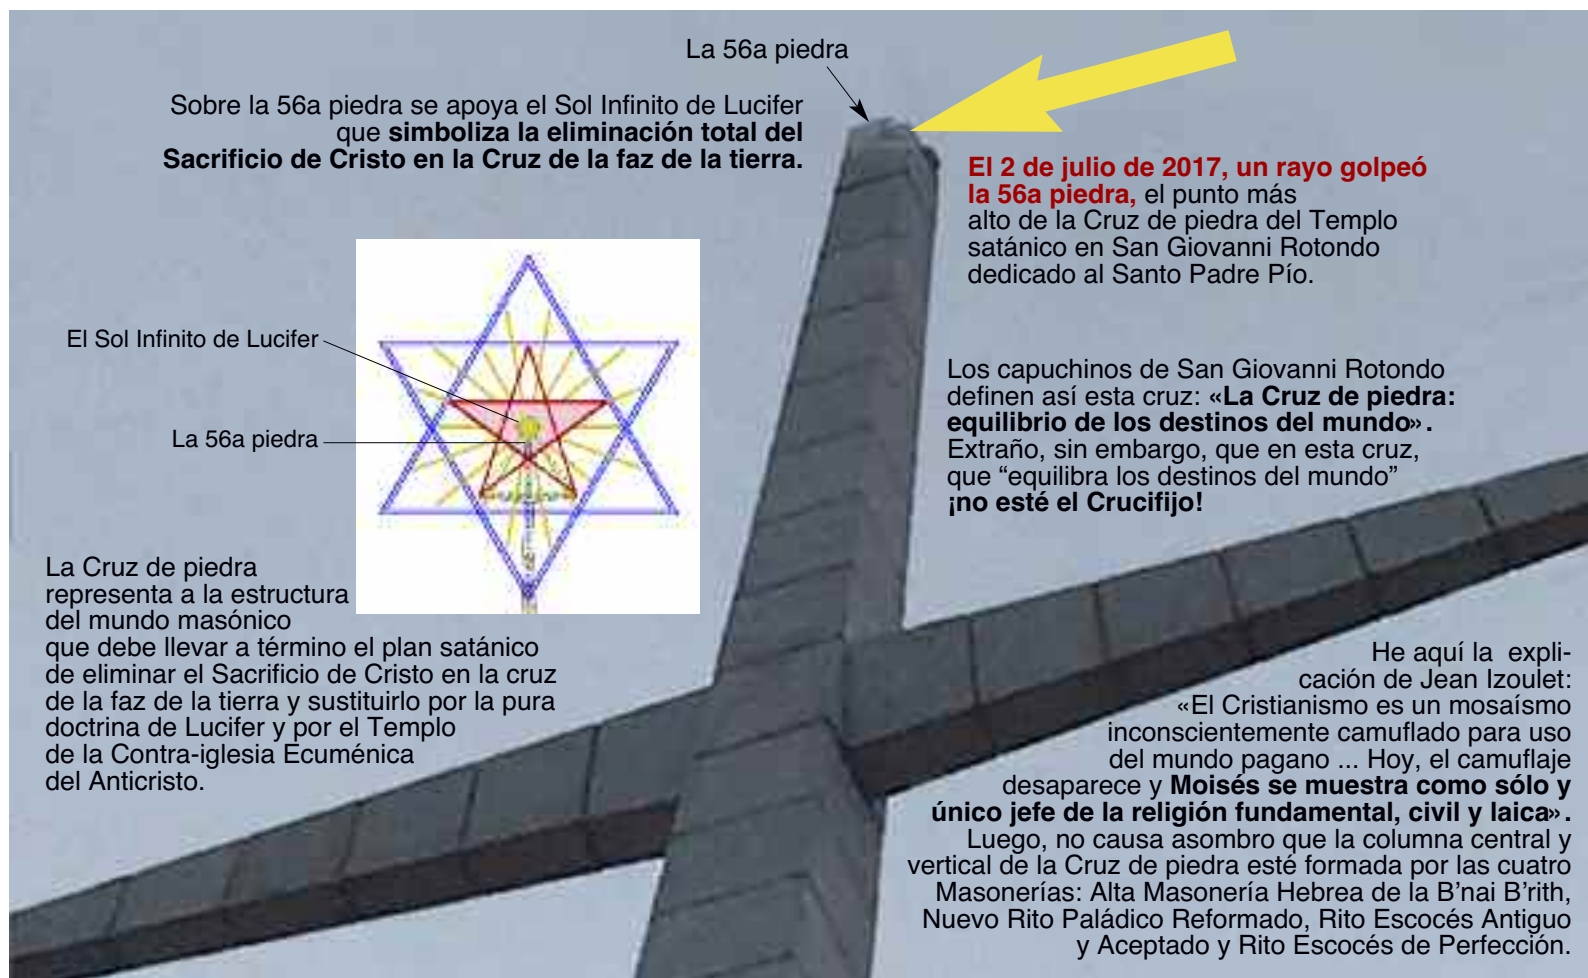 La 56a piedra
Sobre la 56a piedra se apoya el Sol Infinito de Lucifer
que simboliza la eliminación total del
Sacrificio de Cristo en la Cruz de la faz de la tierra.
El 2 de julio de 2017, un rayo golpeó
la 56a piedra, el punto más
alto de la Cruz de piedra del Templo
satánico en San Giovanni Rotondo
dedicado al Santo Padre Pío.
El Sol Infinito de Lucifer
La 56a piedra
Los capuchinos de San Giovanni Rotondo
definen así esta cruz: «La Cruz de piedra:
equilibrio de los destinos del mundo».
Extraño, sin embargo, que en esta cruz,
que “equilibra los destinos del mundo”
¡no esté el Crucifijo!
La Cruz de piedra
representa a la estructura
del mundo masónico
que debe llevar a término el plan satánico
de eliminar el Sacrificio de Cristo en la cruz
de la faz de la tierra y sustituirlo por la pura
doctrina de Lucifer y por el Templo
de la Contra-iglesia Ecuménica
del Anticristo.
He aquí la expli-
cación de Jean Izoulet:
«El Cristianismo es un mosaísmo
inconscientemente camuflado para uso
del mundo pagano ... Hoy, el camuflaje
desaparece y Moisés se muestra como sólo y
único jefe de la religión fundamental, civil y laica».
Luego, no causa asombro que la columna central y
vertical de la Cruz de piedra esté formada por las cuatro
Masonerías: Alta Masonería Hebrea de la B’nai B’rith,
Nuevo Rito Paládico Reformado, Rito Escocés Antiguo
y Aceptado y Rito Escocés de Perfección.